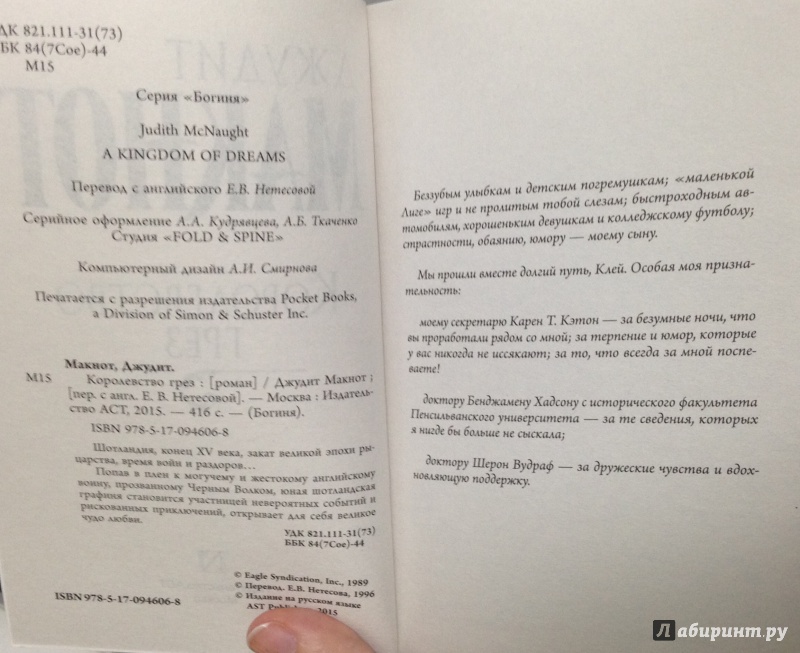 УДК 821.111-31(73)
ББК 84(7Сое)-44
М15
Серия «Богиня»
Judith McNaught
A KINGDOM OF DREAMS
Перевод с английского Е.В. Нетесовой
Серийное оформление А.А. Кудрявцева, А.Б. Ткаченко
Студия «FOLD & SPINE»
Компьютерный дизайн А.И. Смирнова
Печатается с разрешения издательства Pocket Books,
a Division of Simon & Schuster Inc.
Макнот, Джудит.
М15 Королевство грез : [роман] / Джудит Макнот ;
[пер. с англ. Е. В. Нетесовой]. — Москва : Издатель-
ство АСТ, 2015. — 416 с. — (Богиня).
ISBN 978-5-17-094606-8
Шотландия, конец XV века, закат великой эпохи ры-
царства, время войн и раздоров...
Попав в плен к могучему и жестокому английскому
воину, прозванному Черным Волком, юная шотландская
графиня становится участницей невероятных событий и
рискованных приключений, открывает для себя великое
чудо любви.
УДК 821.111-31(73)
ББК 84(7Сое)-44
© Eagle Syndication, Inc., 1989
© Перевод. Е.В. Нетесова, 1996
© Издание на русском языке
AST 2015
ISBN 978-5-17-094606-8
Беззубым улыбкам и детским погремушкам; «маленькой
Лиге» игр и не пролитым тобой слезам; быстроходным ав-
томобилям, хорошеньким девушкам и колледжскому футболу;
страстности, обаянию, юмору — моему сыну.
Мы прошли вместе долгий путь, Клей. Особая моя призна-
тельность:
моему секретарю Карен Т. Кэтон — за безумные ночи, что
вы проработали рядом со мной; за терпение и юмор, которые
у вас никогда не иссякают; за то, что всегда за мной поспе-
ваете!
доктору Бенджамену Хадсону с исторического факультета
Пенсильванского университета — за те сведения, которых
я нигде бы больше не сыскала;
доктору Шерон Вудраф — за дружеские чувства и вдох-
новляющую поддержку.
Лабиринт.ру